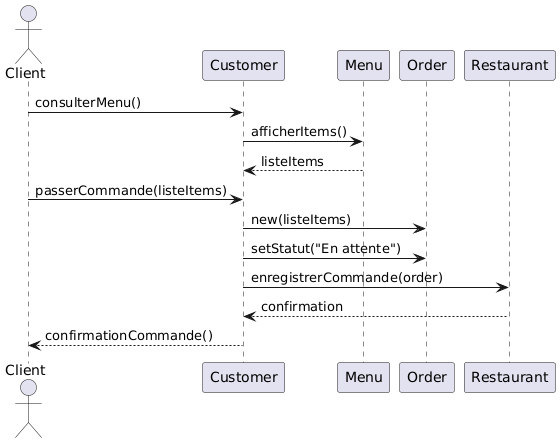 Client
Customer
Menu
Order
Restaurant
consulterMenu()
afficherItems()
listeItems
passerCommande(listeItems)
new(listeItems)
setStatut("En attente")
enregistrerCommande(order)
confirmation
confirmationCommande()
Client
Customer
Menu
Order
Restaurant